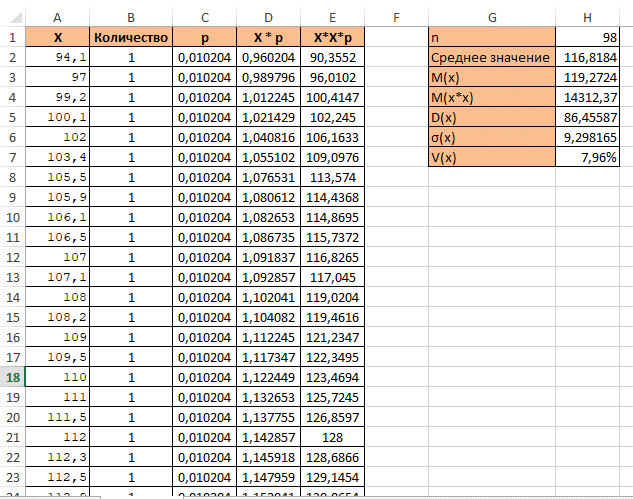 A B C D E F G H
1 X Количество p X * p X*X*p n 98
2 94,1 1 0,010204 0,960204 90,3552 Среднее значение 116,8184
3 97 1 0,010204 0,989796 96,0102 M(x) 119,2724
4 99,2 1 0,010204 1,012245 100,4147 M(x*x) 14312,37
5 100,1 1 0,010204 1,021429 102,245 D(x) 86,45587
6 102 1 0,010204 1,040816 106,1633 σ(x) 9,298165
7 103,4 1 0,010204 1,055102 109,0976 V(x) 7,96%
8 105,5 1 0,010204 1,076531 113,574
9 105,9 1 0,010204 1,080612 114,4368
10 106,1 1 0,010204 1,082653 114,8695
11 106,5 1 0,010204 1,086735 115,7372
12 107 1 0,010204 1,091837 116,8265
13 107,1 1 0,010204 1,092857 117,045
14 108 1 0,010204 1,102041 119,0204
15 108,2 1 0,010204 1,104082 119,4616
16 109 1 0,010204 1,112245 121,2347
17 109,5 1 0,010204 1,117347 122,3495
18 110 1 0,010204 1,122449 123,4694
19 111 1 0,010204 1,132653 125,7245
20 111,5 1 0,010204 1,137755 126,8597
21 112 1 0,010204 1,142857 128
22 112,3 1 0,010204 1,145918 128,6866
23 112,5 1 0,010204 1,147959 129,1454